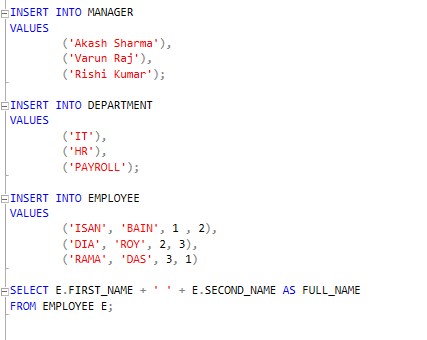 INSERT INTO MANAGER
VALUES
('Akash Sharma'),
('Varun Raj'),
('Rishi Kumar');
INSERT INTO DEPARTMENT
VALUES
('IT'),
('HR'),
('PAYROLL');
INSERT INTO EMPLOYEE
VALUES
('ISAN', 'BAIN', 1 , 2),
('DIA', 'ROY', 2, 3),
('RAMA', 'DAS', 3, 1)
SELECT E.FIRST_NAME + ' ' + E.SECOND_NAME AS FULL_NAME
FROM EMPLOYEE E;